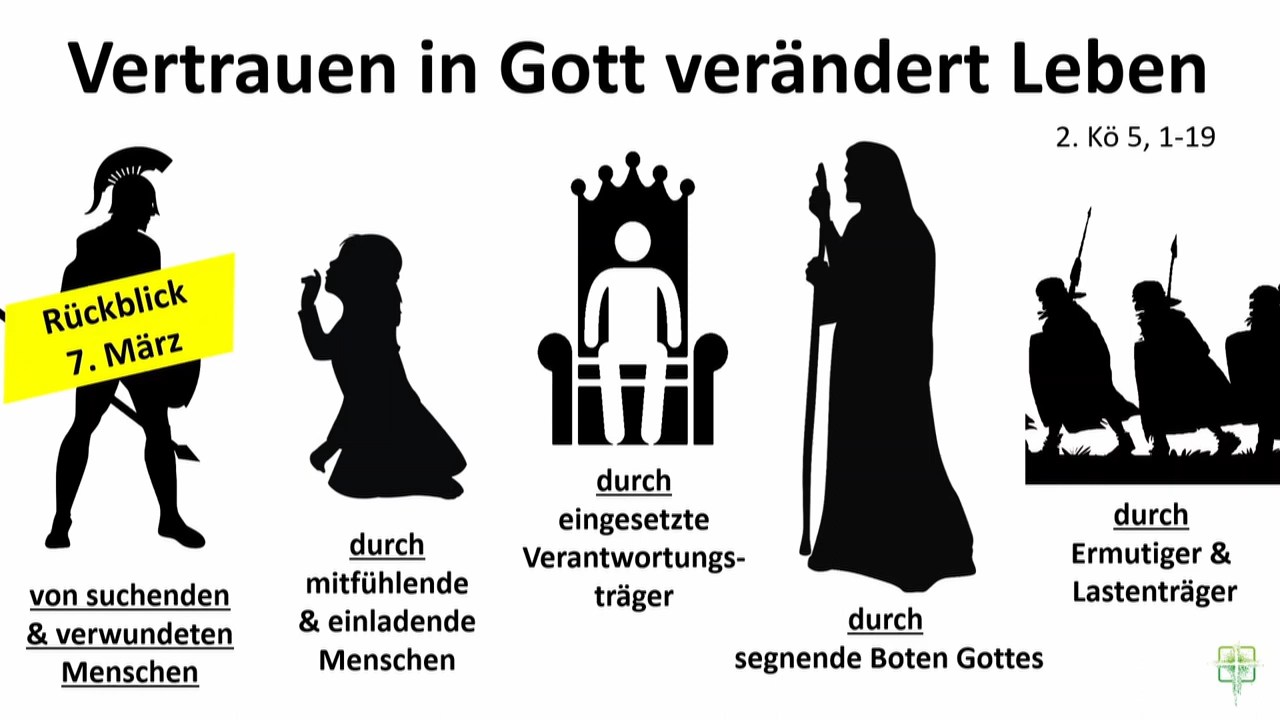 Vertrauen in Gott verändert Leben
2. Kö 5, 1-19
Rückblick
7. März
von suchenden
& verwundeten
Menschen
durch
mitfühlende
& einladende
Menschen
durch
eingesetzte
Verantwortungs-
träger
durch
segnende Boten Gottes
durch
Ermutiger &
Lastenträger